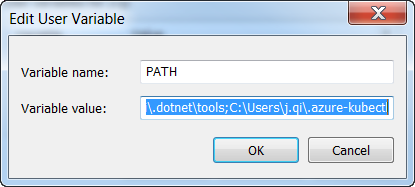 Edit User Variable
Variable name: PATH
Variable value: \.dotnet\tools;C:\Users\j.qi\.azure-kubectl
OK Cancel